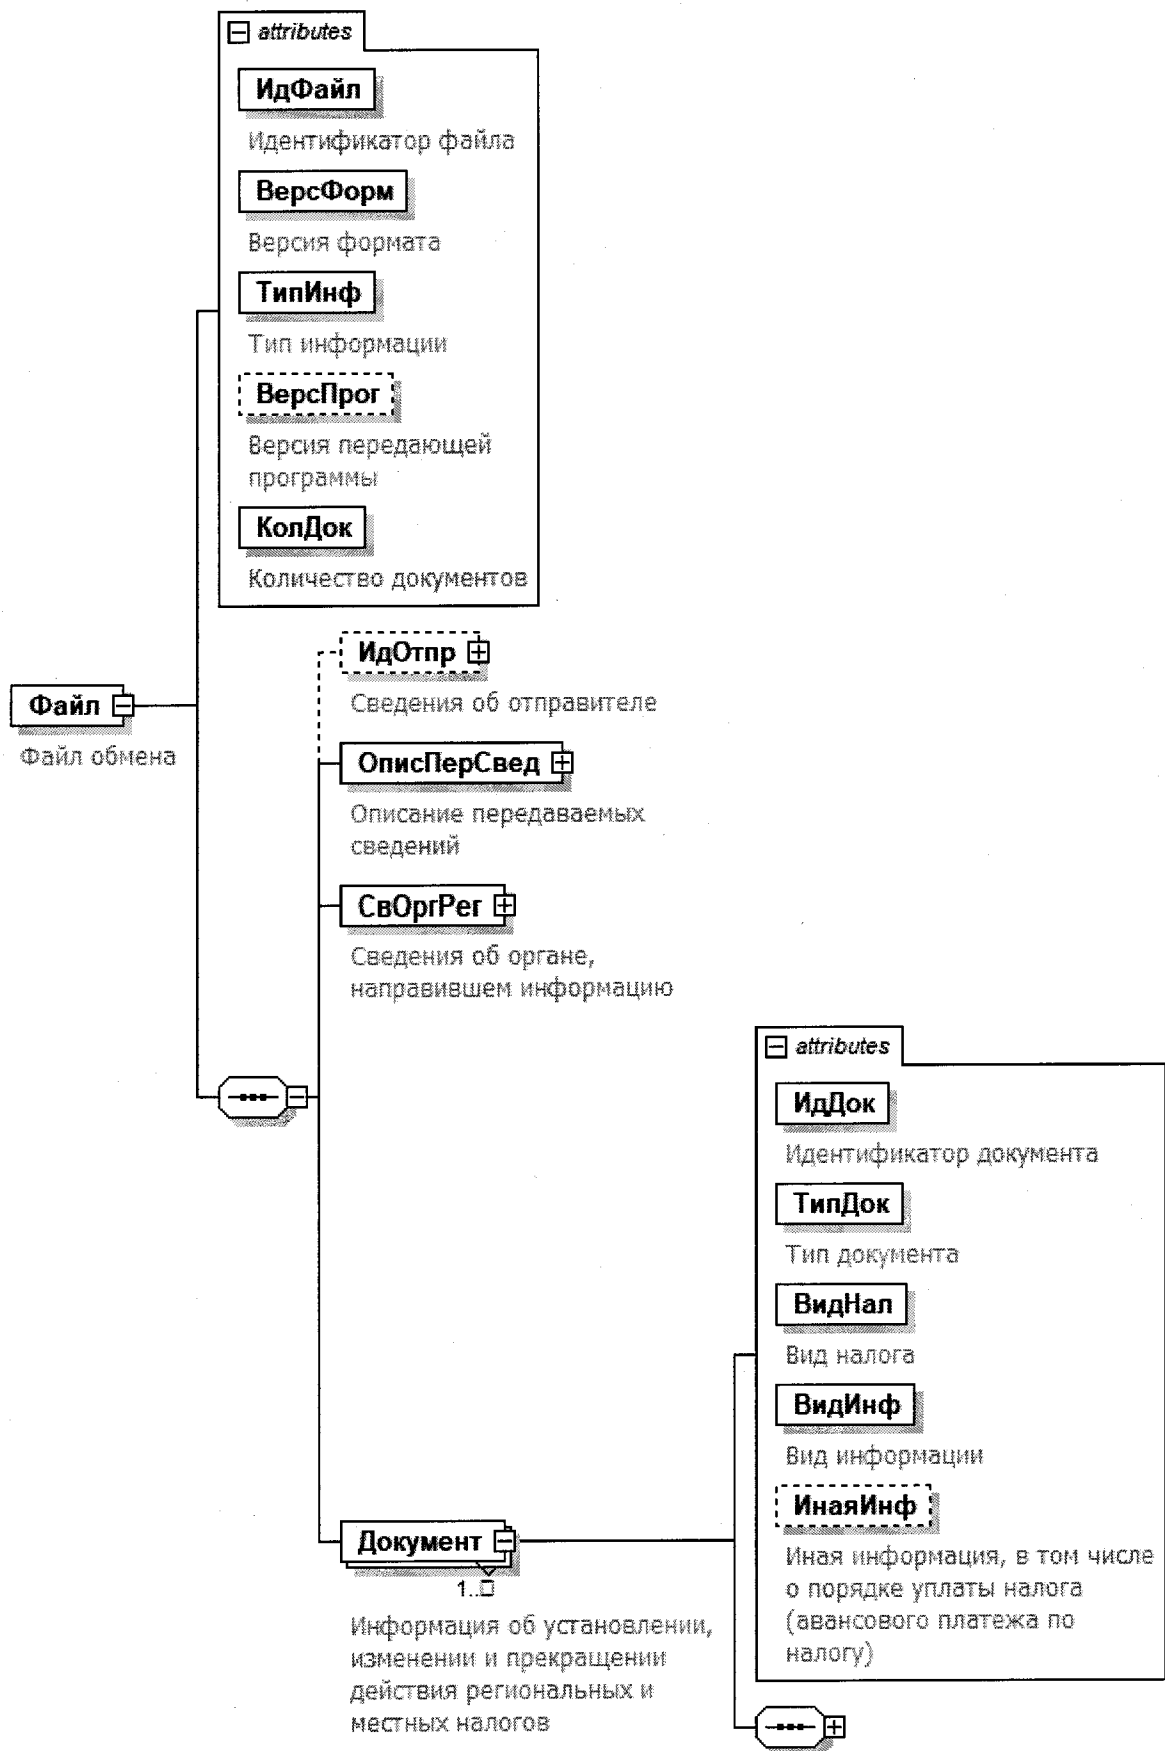 attributes
ИдФайл
Идентификатор файла
ВерсФорм
Версия формата
ТипИнф
Тип информации
ВерсПрог
Версия передающей
программы
КолДок
Количество документов
Файл
Файл обмена
ИдОтпр
Сведения об отправителе
ОписПерСвед
Описание передаваемых
сведений
СвОргРег
Сведения об органе,
направившем информацию
Документ
1..□
Информация об установлении,
изменении и прекращении
действия региональных и
местных налогов
attributes
ИдДок
Идентификатор документа
ТипДок
Тип документа
ВидНал
Вид налога
ВидИнф
Вид информации
ИнаяИнф
Иная информация, в том числе
о порядке уплаты налога
(авансового платежа по
налогу)